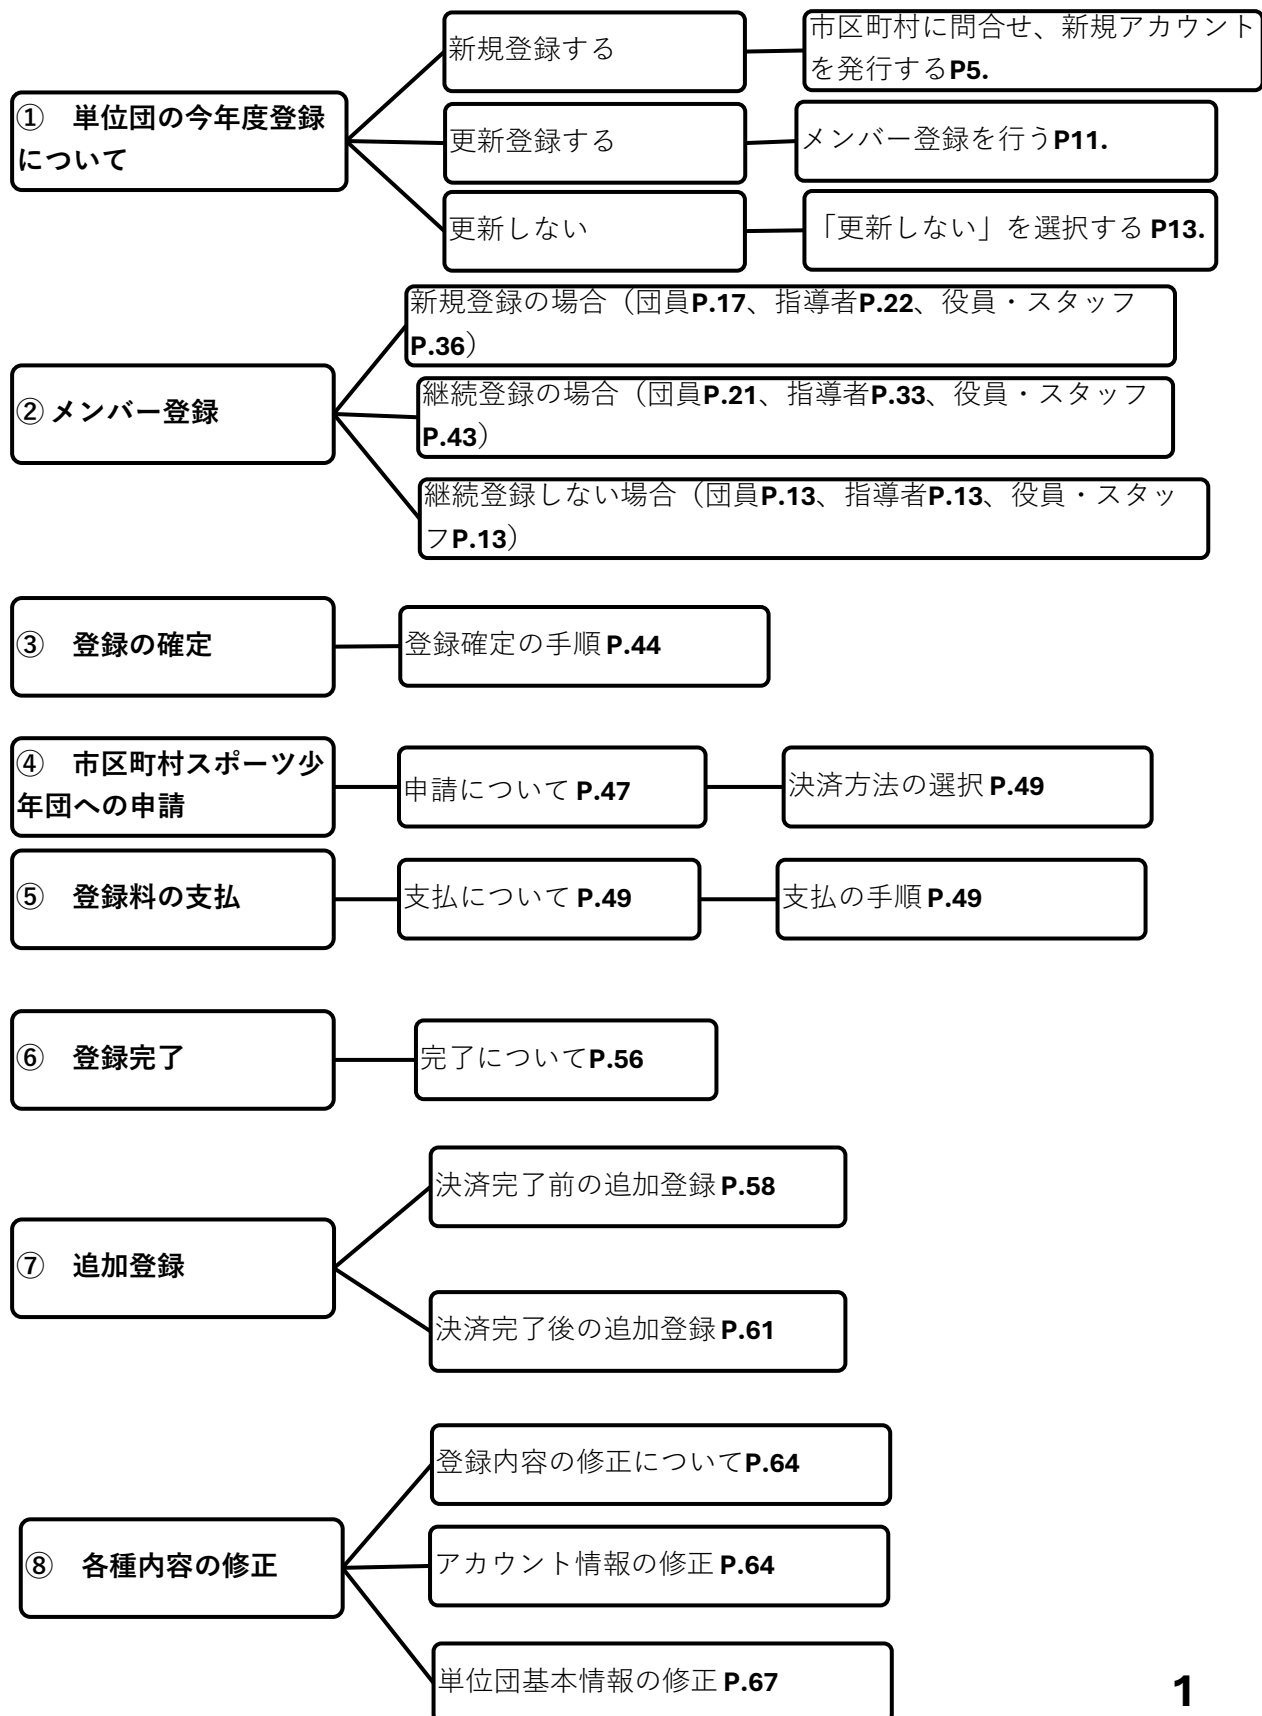 ① 単位団の今年度登録
について
新規登録する
市区町村に問合せ、新規アカウント
を発行するP5.
更新登録する
メンバー登録を行うP11.
更新しない
「更新しない」を選択する P13.
② メンバー登録
新規登録の場合（団員P.17、指導者P.22、役員・スタッフ
P.36）
継続登録の場合（団員P.21、指導者P.33、役員・スタッフ
P.43）
継続登録しない場合（団員P.13、指導者P.13、役員・スタッ
フP.13）
③ 登録の確定
登録確定の手順 P.44
④ 市区町村スポーツ少
年団への申請
申請について P.47
決済方法の選択 P.49
⑤ 登録料の支払
支払について P.49
支払の手順 P.49
⑥ 登録完了
完了についてP.56
⑦ 追加登録
決済完了前の追加登録 P.58
決済完了後の追加登録 P.61
⑧ 各種内容の修正
登録内容の修正についてP.64
アカウント情報の修正 P.64
単位団基本情報の修正 P.67
1